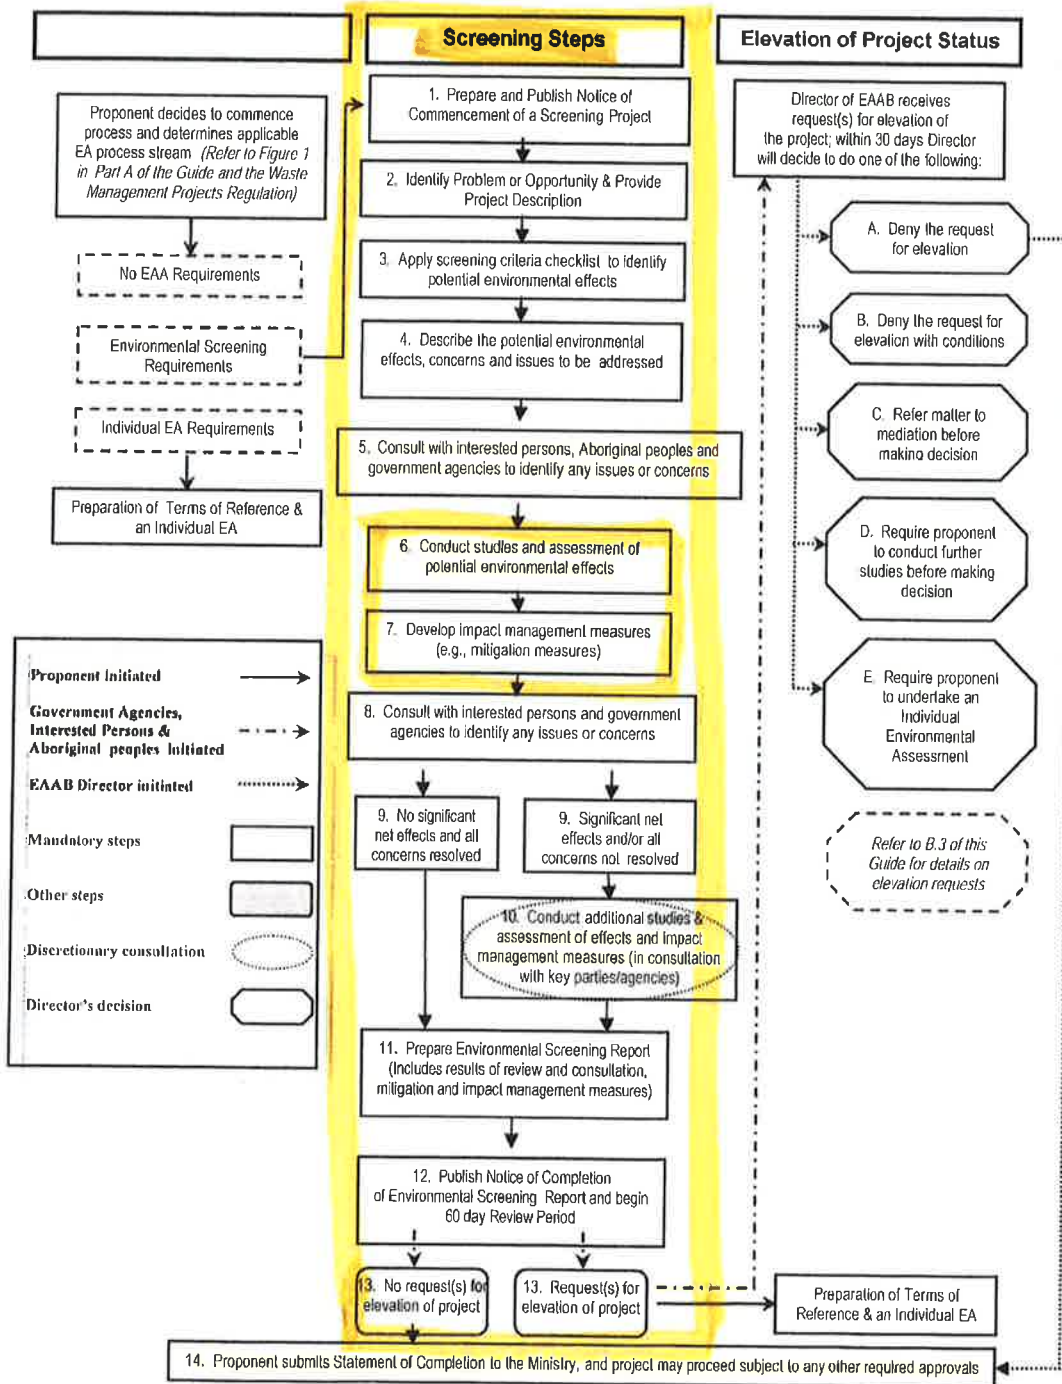 Screening Steps
Elevation of Project Status
Proponent decides to commence
process and determines applicable
EA process stream (Refer to Figure 1
in Part A of the Guide and the Waste
Management Projects Regulation)
No EAA Requirements
Environmental Screening
Requirements
Individual EA Requirements
Preparation of Terms of Reference &
an Individual EA
Proponent Initiated
Government Agencies,
Interested Persons &
Aboriginal peoples Initiated
EAAB Director initiated
Mandatory steps
Other steps
Discretionary consultation
Director's decision
1. Prepare and Publish Notice of
Commencement of a Screening Project
2. Identify Problem or Opportunity & Provide
Project Description
3. Apply screening criteria checklist to identify
potential environmental effects
4. Describe the potential environmental
effects, concerns and issues to be addressed
5. Consult with interested persons, Aboriginal peoples and
government agencies to identify any issues or concerns
6. Conduct studies and assessment of
potential environmental effects
7. Develop impact management measures
(e.g., mitigation measures)
8. Consult with interested persons and government
agencies to identify any issues or concerns
9. No significant
net effects and all
concerns resolved
9. Significant net
effects and/or all
concerns not resolved
10. Conduct additional studies &
assessment of effects and impact
management measures (in consultation
with key parties/agencies)
11. Prepare Environmental Screening Report
(Includes results of review and consultation,
mitigation and impact management measures)
12. Publish Notice of Completion
of Environmental Screening Report and begin
60 day Review Period
13. No request(s) for
elevation of project
13. Request(s) for
elevation of project
Director of EAAB receives
request(s) for elevation of
the project; within 30 days Director
will decide to do one of the following:
A. Deny the request
for elevation
B. Deny the request for
elevation with conditions
C. Refer matter to
mediation before
making decision
D. Require proponent
to conduct further
studies before making
decision
E. Require proponent
to undertake an
Individual
Environmental
Assessment
Refer to B.3 of this
Guide for details on
elevation requests
Preparation of Terms of
Reference & an Individual EA
14. Proponent submits Statement of Completion to the Ministry, and project may proceed subject to any other required approvals